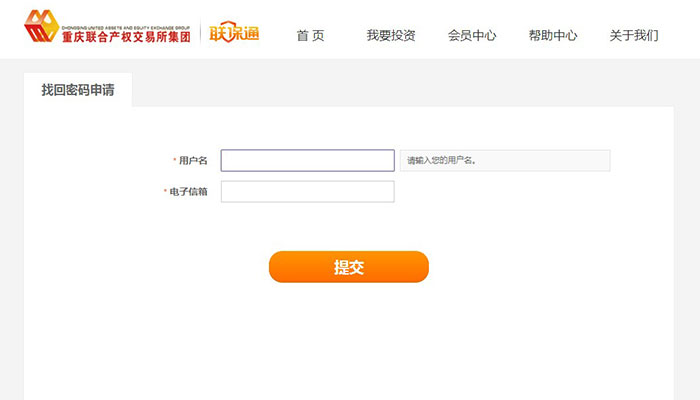 CHONGQING UNITED ASSETS AND EQUITY EXCHANGE GROUP
重庆联合产权交易所集团
联保通
首 页 我要投资 会员中心 帮助中心 关于我们
找回密码申请
* 用户名 请输入您的用户名。
* 电子信箱
提交